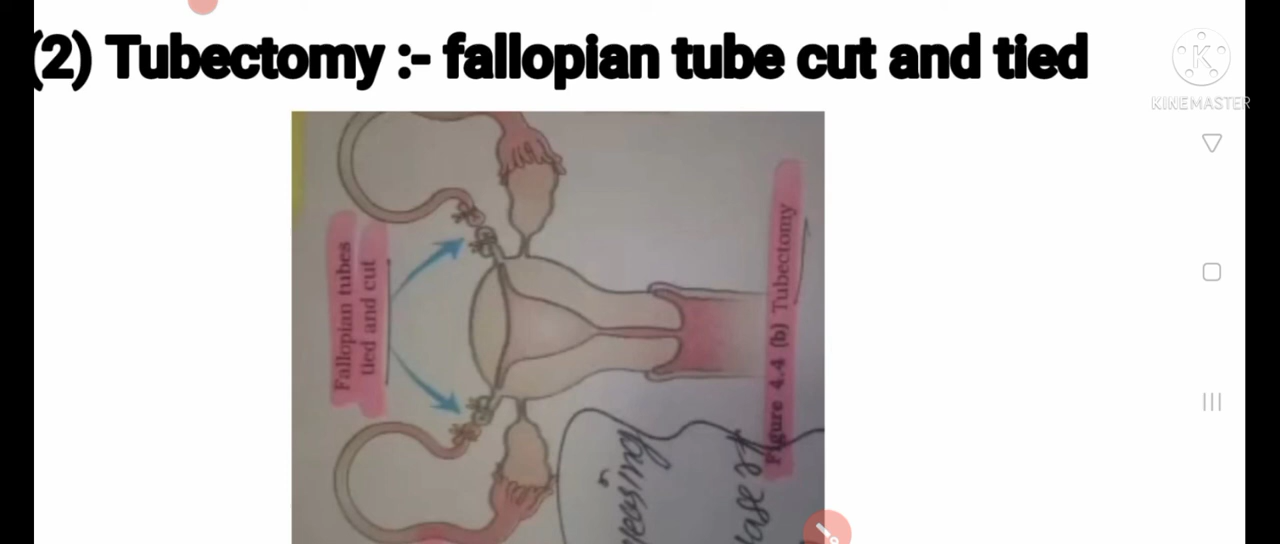 (2) Tubectomy :- fallopian tube cut and tied
KINEMASTER
Fallopian tubes
tied and cut
Figure 4.4 (b) Tubectomy